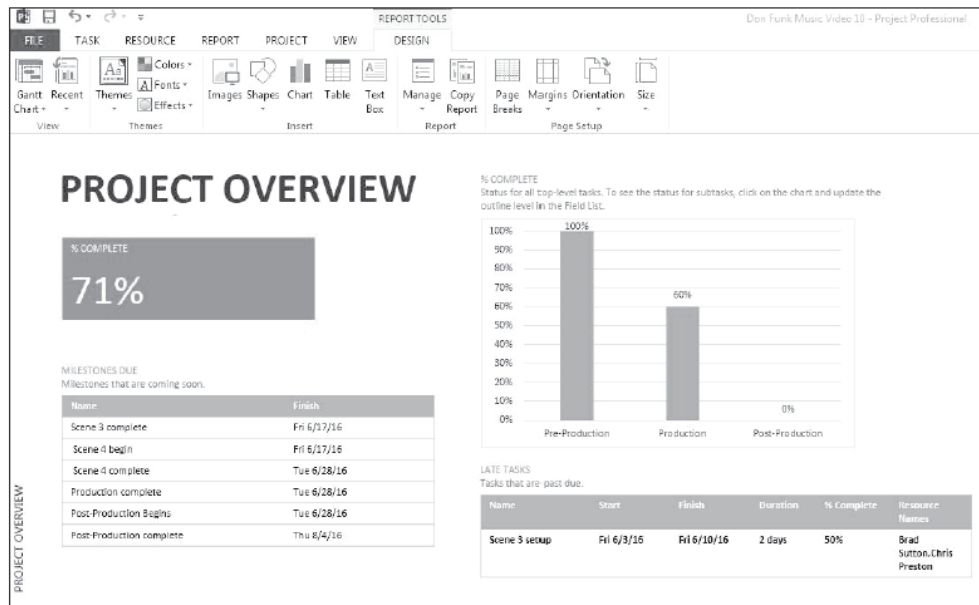 REPORT TOOLS
Don Funk Music Video 18 - Project Professional
FILE TASK RESOURCE REPORT PROJECT VIEW DESIGN
Gantt Chart
Recent
Themes
Colors
Fonts
Effects
Images
Shapes
Chart
Table
Text Box
Manage
Copy Report
Page Breaks
Margins
Orientation
Size
View
Themes
Insert
Report
Page Setup
PROJECT OVERVIEW
% COMPLETE
71%
MILESTONES DUE
Milestones that are coming soon.
Name Finish
Scene 3 complete Fri 6/17/16
Scene 4 begin Fri 6/17/16
Scene 4 complete Tue 6/28/16
Production complete Tue 6/28/16
Post-Production Begins Tue 6/28/16
Post-Production complete Thu 8/4/16
% COMPLETE
Status for all top-level tasks. To see the status for subtasks, click on the chart and update the
outline level in the Field List.
100%
90%
80%
70%
60%
50%
40%
30%
20%
10%
0%
100%
60%
0%
Pre-Production Production Post-Production
LATE TASKS
Tasks that are past due.
Name Start Finish Duration % Complete Resource Names
Scene 3 setup Fri 6/3/16 Fri 6/10/16 2 days 50% Brad
Sutton,Chris
Preston
PROJECT OVERVIEW